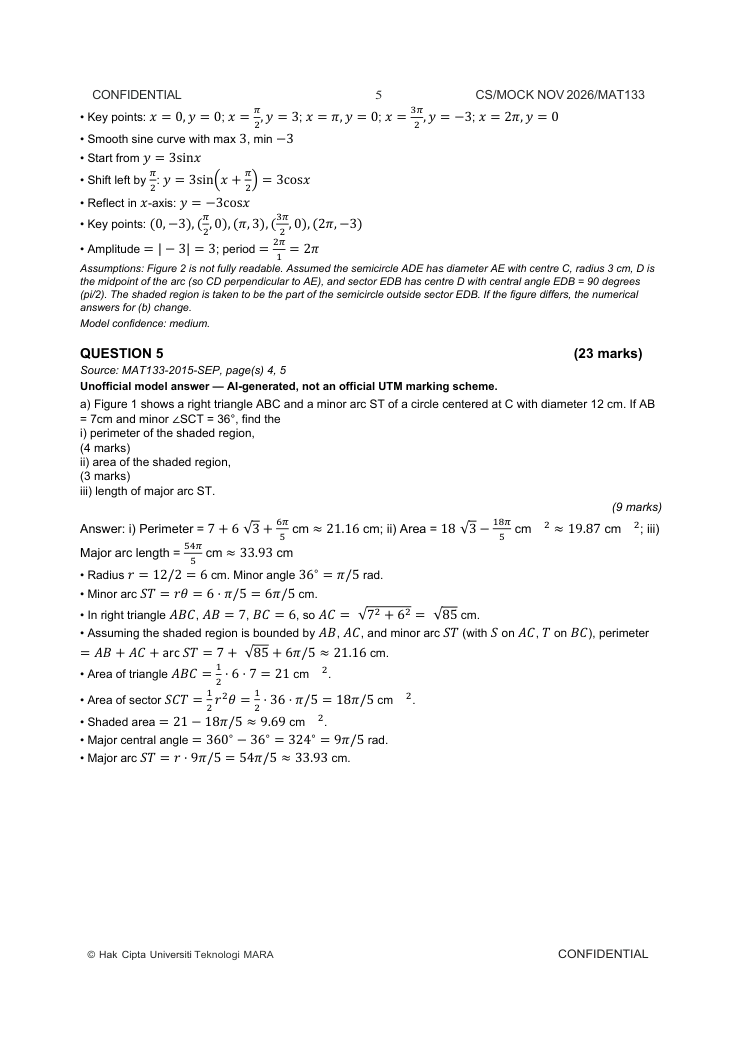 CONFIDENTIAL 5 CS/MOCK NOV 2026/MAT133
• Key points: x = 0, y = 0; x = π/2, y = 3; x = π, y = 0; x = 3π/2, y = −3; x = 2π, y = 0
• Smooth sine curve with max 3, min −3
• Start from y = 3sinx
• Shift left by π/2: y = 3sin(x + π/2) = 3cosx
• Reflect in x-axis: y = −3cosx
• Key points: (0, −3), (π/2, 0), (π, 3), (3π/2, 0), (2π, −3)
• Amplitude = | − 3| = 3; period = 2π/1 = 2π
Assumptions: Figure 2 is not fully readable. Assumed the semicircle ADE has diameter AE with centre C, radius 3 cm, D is
the midpoint of the arc (so CD perpendicular to AE), and sector EDB has centre D with central angle EDB = 90 degrees
(pi/2). The shaded region is taken to be the part of the semicircle outside sector EDB. If the figure differs, the numerical
answers for (b) change.
Model confidence: medium.
QUESTION 5 (23 marks)
Source: MAT133-2015-SEP, page(s) 4, 5
Unofficial model answer — AI-generated, not an official UTM marking scheme.
a) Figure 1 shows a right triangle ABC and a minor arc ST of a circle centered at C with diameter 12 cm. If AB
= 7cm and minor ∠SCT = 36°, find the
i) perimeter of the shaded region,
(4 marks)
ii) area of the shaded region,
(3 marks)
iii) length of major arc ST.
(9 marks)
Answer: i) Perimeter = 7 + 6 √3 + 6π/5 cm ≈ 21.16 cm; ii) Area = 18 √3 − 18π/5 cm ² ≈ 19.87 cm ²; iii)
Major arc length = 54π/5 cm ≈ 33.93 cm
• Radius r = 12/2 = 6 cm. Minor angle 36° = π/5 rad.
• Minor arc ST = rθ = 6 · π/5 = 6π/5 cm.
• In right triangle ABC, AB = 7, BC = 6, so AC = √(7² + 6²) = √85 cm.
• Assuming the shaded region is bounded by AB, AC, and minor arc ST (with S on AC, T on BC), perimeter
= AB + AC + arc ST = 7 + √85 + 6π/5 ≈ 21.16 cm.
• Area of triangle ABC = 1/2 · 6 · 7 = 21 cm ².
• Area of sector SCT = 1/2 r²θ = 1/2 · 36 · π/5 = 18π/5 cm ².
• Shaded area = 21 − 18π/5 ≈ 9.69 cm ².
• Major central angle = 360° − 36° = 324° = 9π/5 rad.
• Major arc ST = r · 9π/5 = 54π/5 ≈ 33.93 cm.
© Hak Cipta Universiti Teknologi MARA CONFIDENTIAL